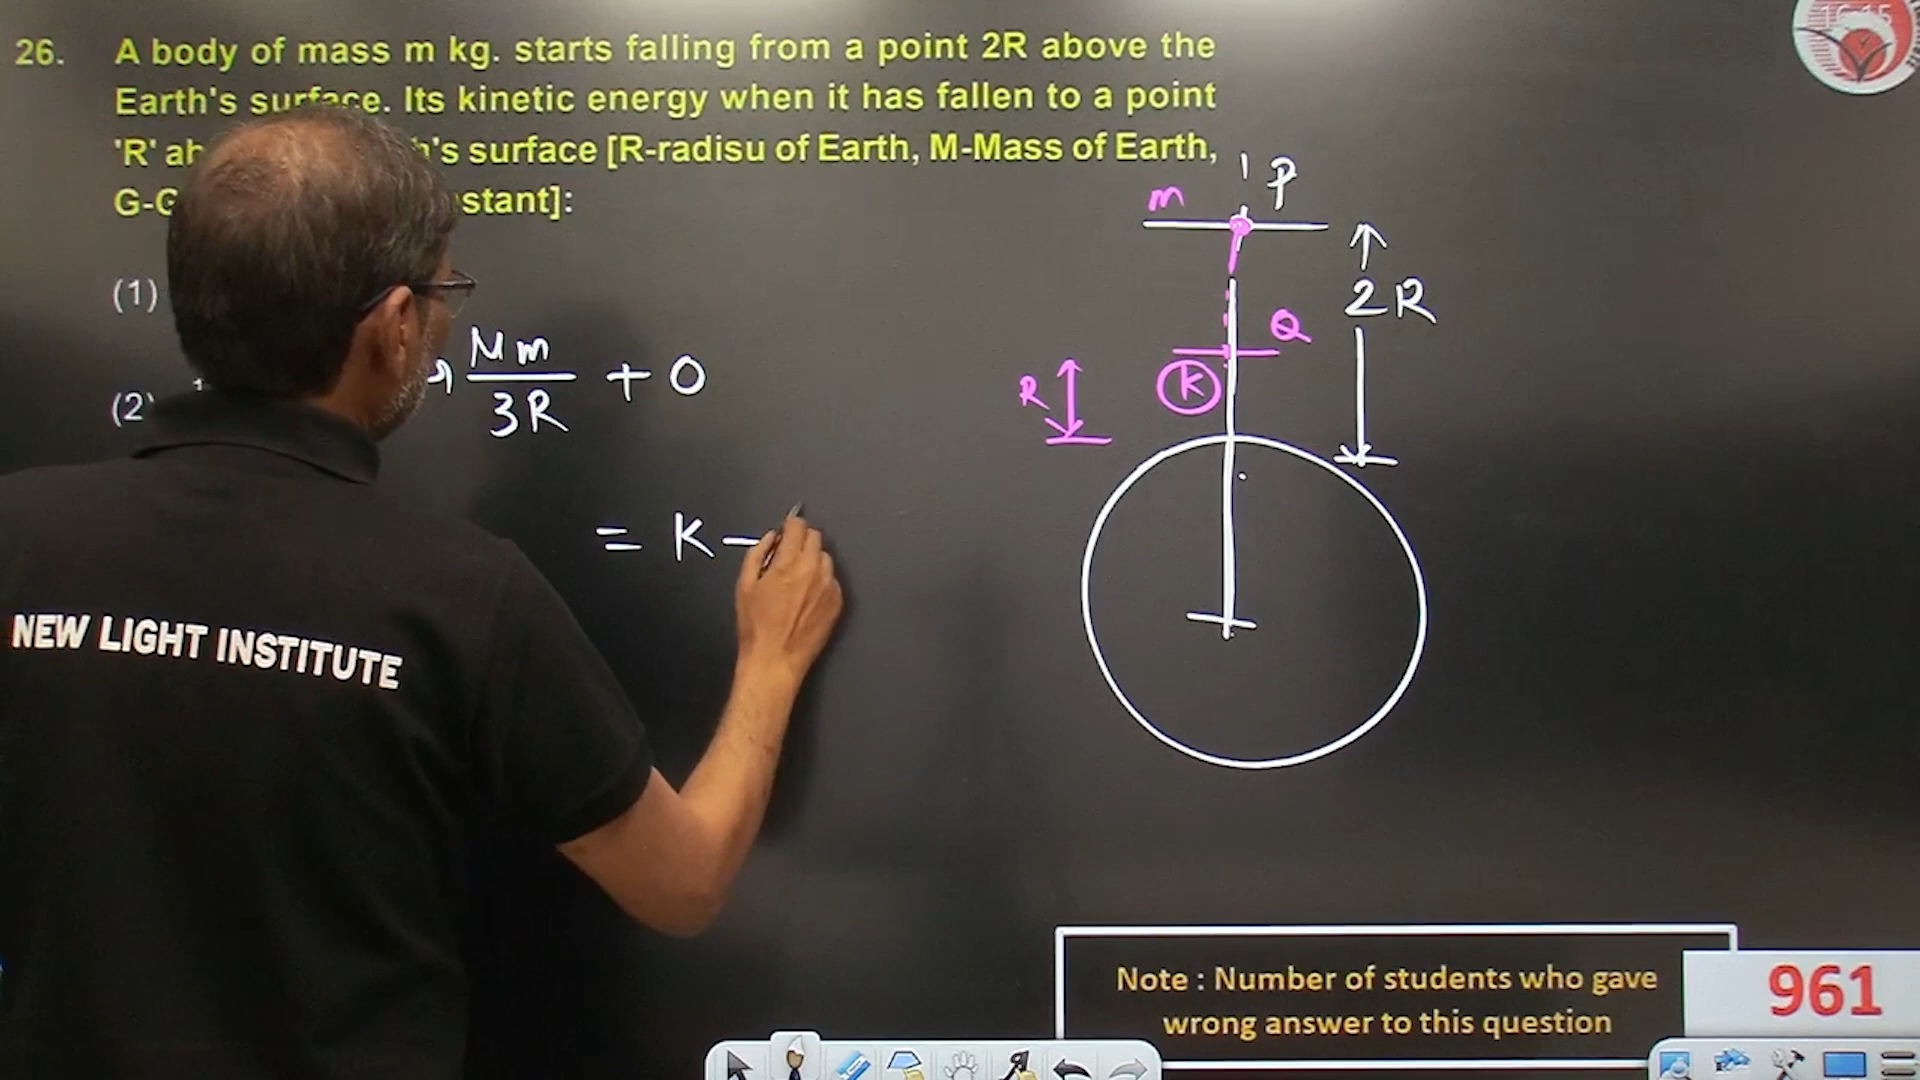 26. A body of mass m kg. starts falling from a point 2R above the
Earth's surface. Its kinetic energy when it has fallen to a point
'R' 's surface [R-radisu of Earth, M-Mass of Earth,
stant]:
(1)
(2)
Mm
3R
+ 0
= K -
m
P
2R
Q
K
R
NEW LIGHT INSTITUTE
Note : Number of students who gave
wrong answer to this question
961